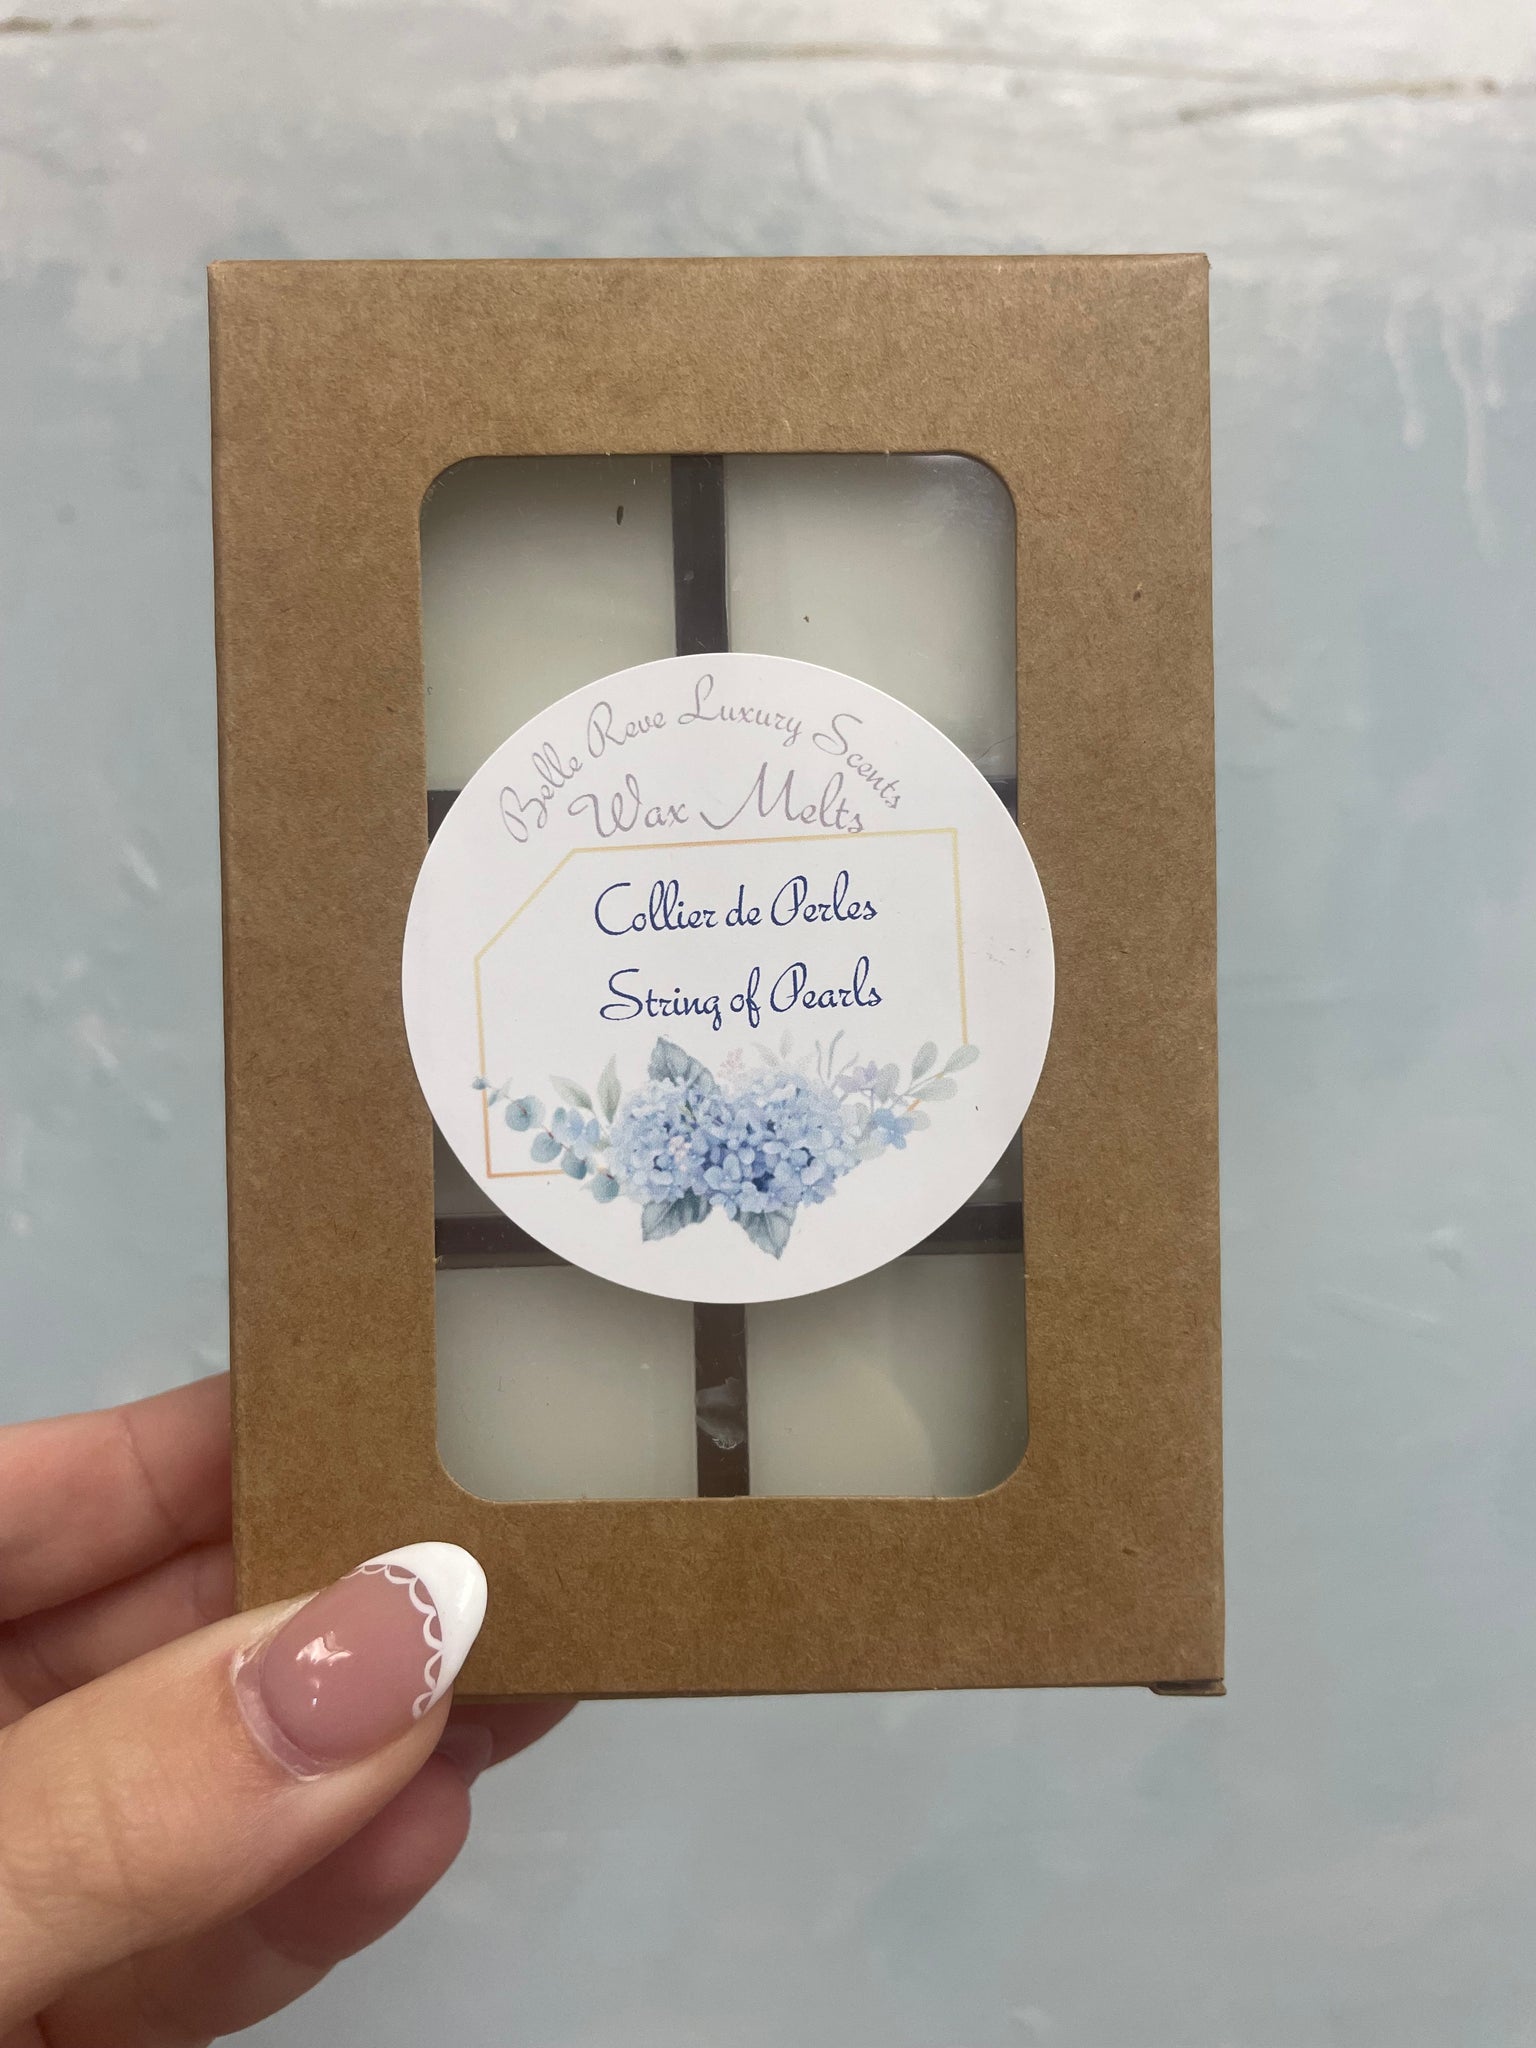 Belle Reve Luxury Scents
Wax Melts
Collier de Perles
String of Pearls